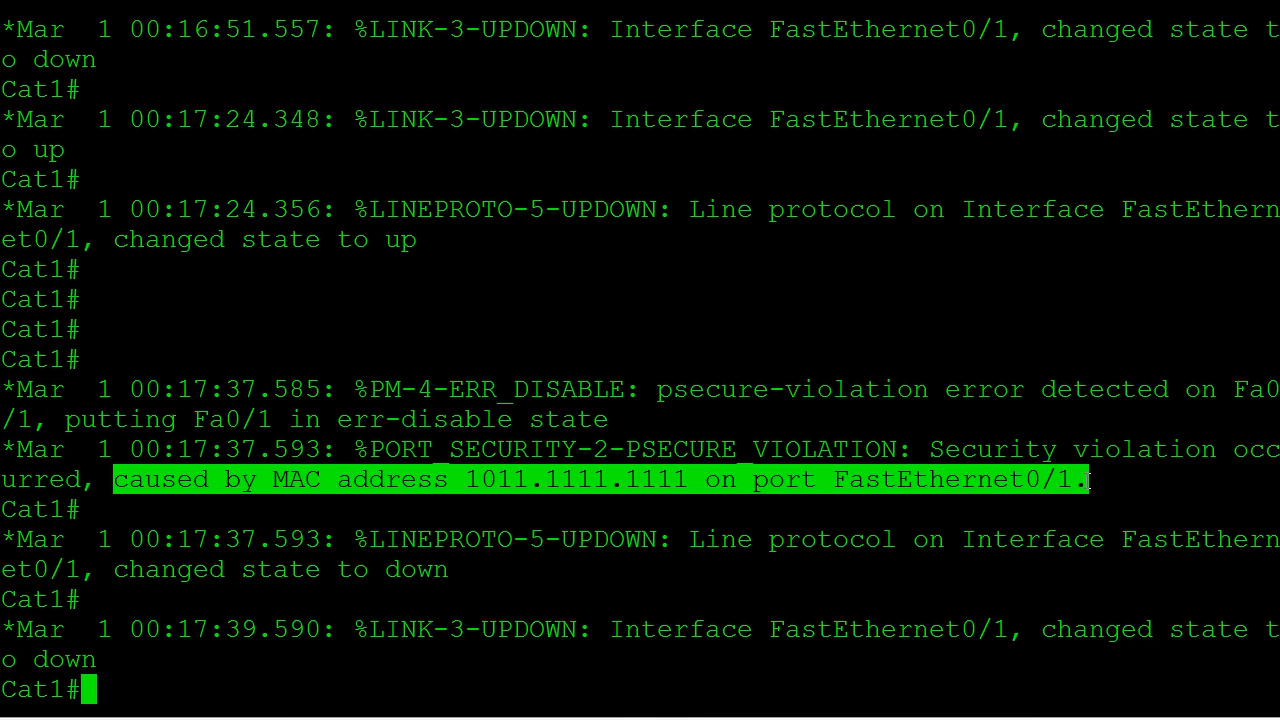 *Mar  1 00:16:51.557: %LINK-3-UPDOWN: Interface FastEthernet0/1, changed state t
o down
Cat1#
*Mar  1 00:17:24.348: %LINK-3-UPDOWN: Interface FastEthernet0/1, changed state t
o up
Cat1#
*Mar  1 00:17:24.356: %LINEPROTO-5-UPDOWN: Line protocol on Interface FastEthern
et0/1, changed state to up
Cat1#
Cat1#
Cat1#
Cat1#
*Mar  1 00:17:37.585: %PM-4-ERR_DISABLE: psecure-violation error detected on Fa0
/1, putting Fa0/1 in err-disable state
*Mar  1 00:17:37.593: %PORT_SECURITY-2-PSECURE_VIOLATION: Security violation occ
urred, caused by MAC address 1011.1111.1111 on port FastEthernet0/1.
Cat1#
*Mar  1 00:17:37.593: %LINEPROTO-5-UPDOWN: Line protocol on Interface FastEthern
et0/1, changed state to down
Cat1#
*Mar  1 00:17:39.590: %LINK-3-UPDOWN: Interface FastEthernet0/1, changed state t
o down
Cat1#